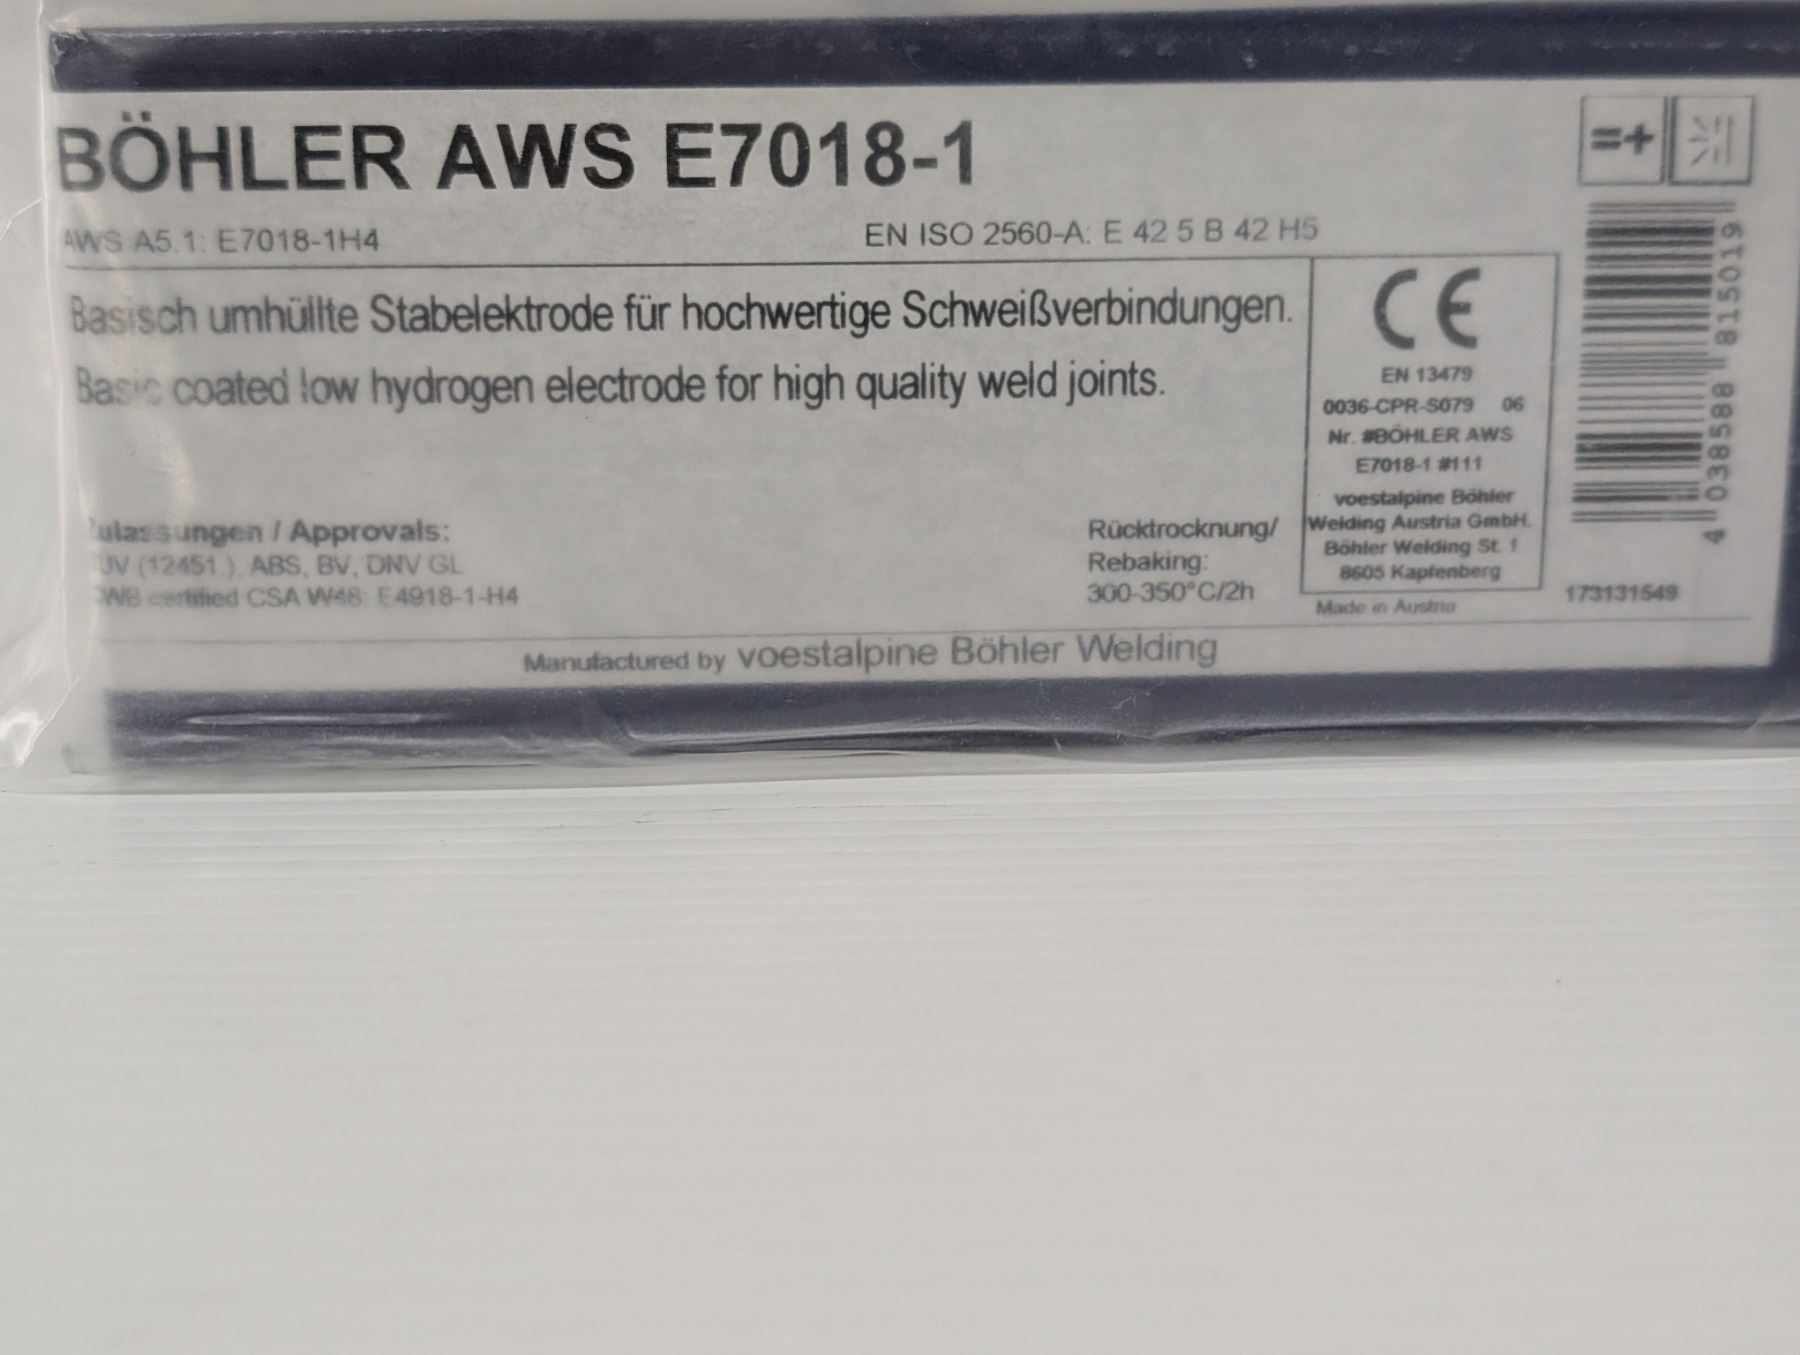 BÖHLER AWS E7018-1
=+
AWS A5.1: E7018-1H4
EN ISO 2560-A: E 42 5 B 42 H5
Basisch umhüllte Stabelektrode für hochwertige Schweißverbindungen.
Basic coated low hydrogen electrode for high quality weld joints.
CE
EN 13479
0036-CPR-S079 06
Nr. #BÖHLER AWS
E7018-1 #111
voestalpine Böhler
Welding Austria GmbH.
Böhler Welding St. 1
8605 Kapfenberg
Made in Austria
4 038588 815019
173131549
Zulassungen / Approvals:
TÜV (12451.), ABS, BV, DNV GL
CWB certified CSA W48: E4918-1-H4
Rücktrocknung/
Rebaking:
300-350°C/2h
Manufactured by voestalpine Böhler Welding